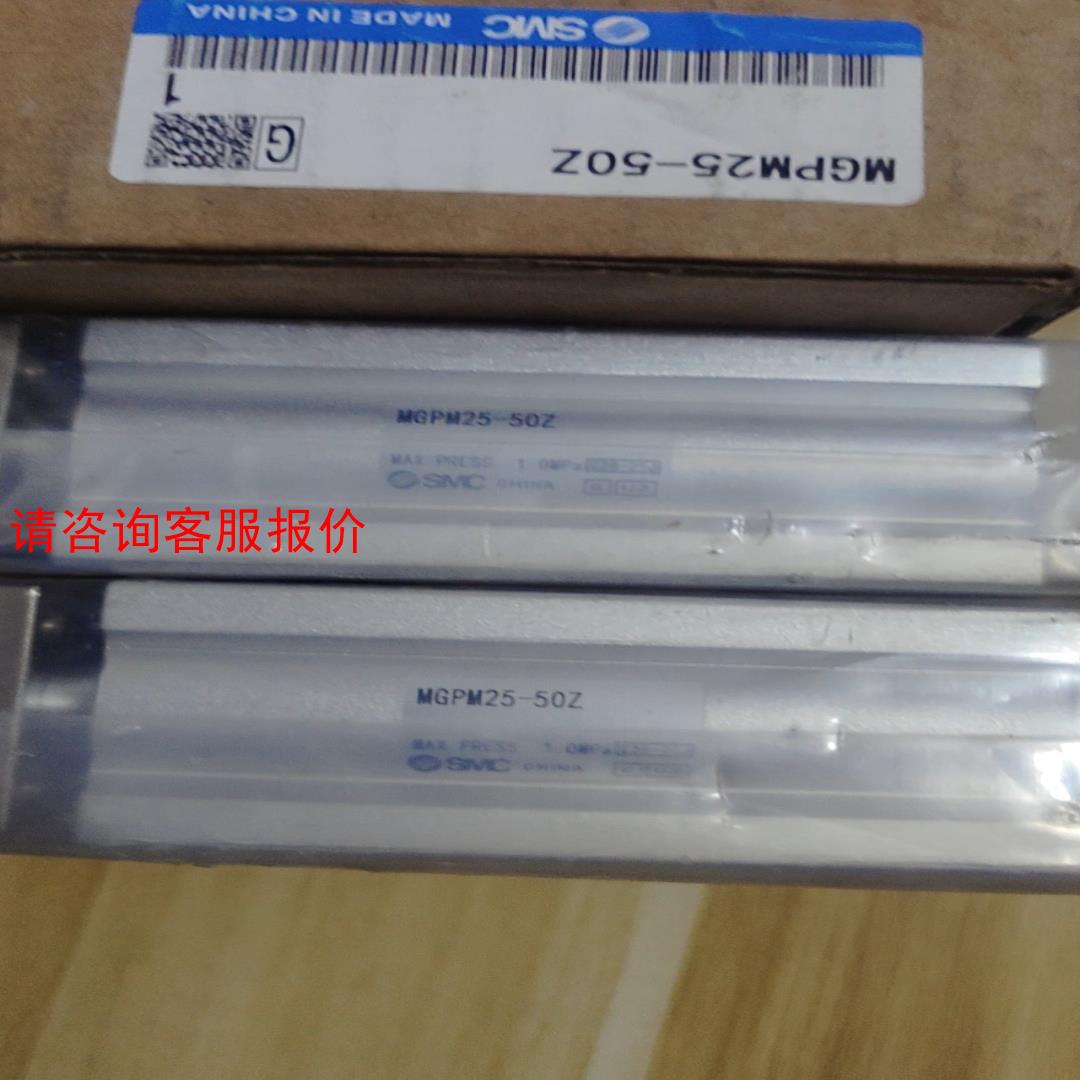 SMC MADE IN CHINA
1
G
MGPM25-50Z
MGPM25-50Z
MAX PRESS 1.0MPa
SMC CHINA
请咨询客服报价
MGPM25-50Z
MAX PRESS 1.0MPa
SMC CHINA